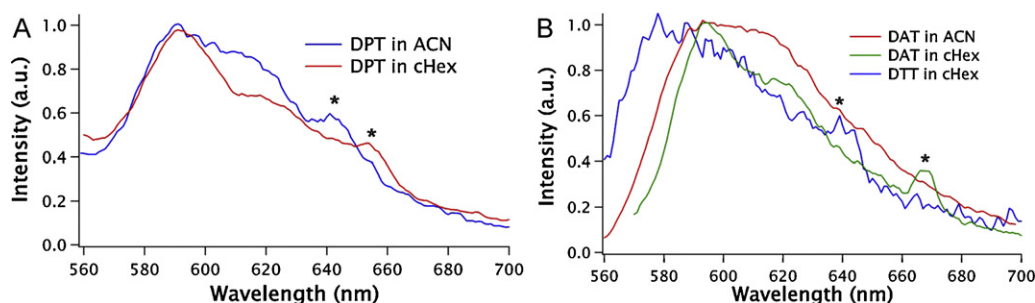 A
DPT in ACN
DPT in cHex
*
*
Intensity (a.u.)
1.0
0.8
0.6
0.4
0.2
0.0
560 580 600 620 640 660 680 700
Wavelength (nm)
B
DAT in ACN
DAT in cHex
DTT in cHex
*
*
Intensity (a.u.)
1.0
0.8
0.6
0.4
0.2
0.0
560 580 600 620 640 660 680 700
Wavelength (nm)